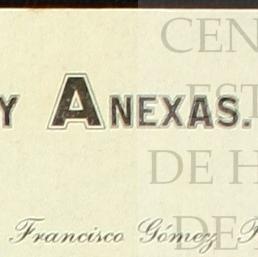 Y ANEXAS.
Francisco Gómez
CEN
EST
DE H
DE